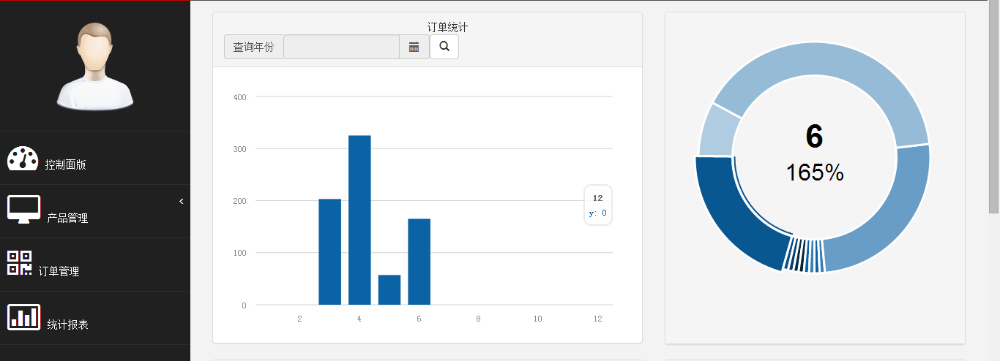 控制面版
产品管理
订单管理
统计报表
订单统计
查询年份
400
300
200
100
0
2 4 6 8 10 12
12
y: 0
6
165%